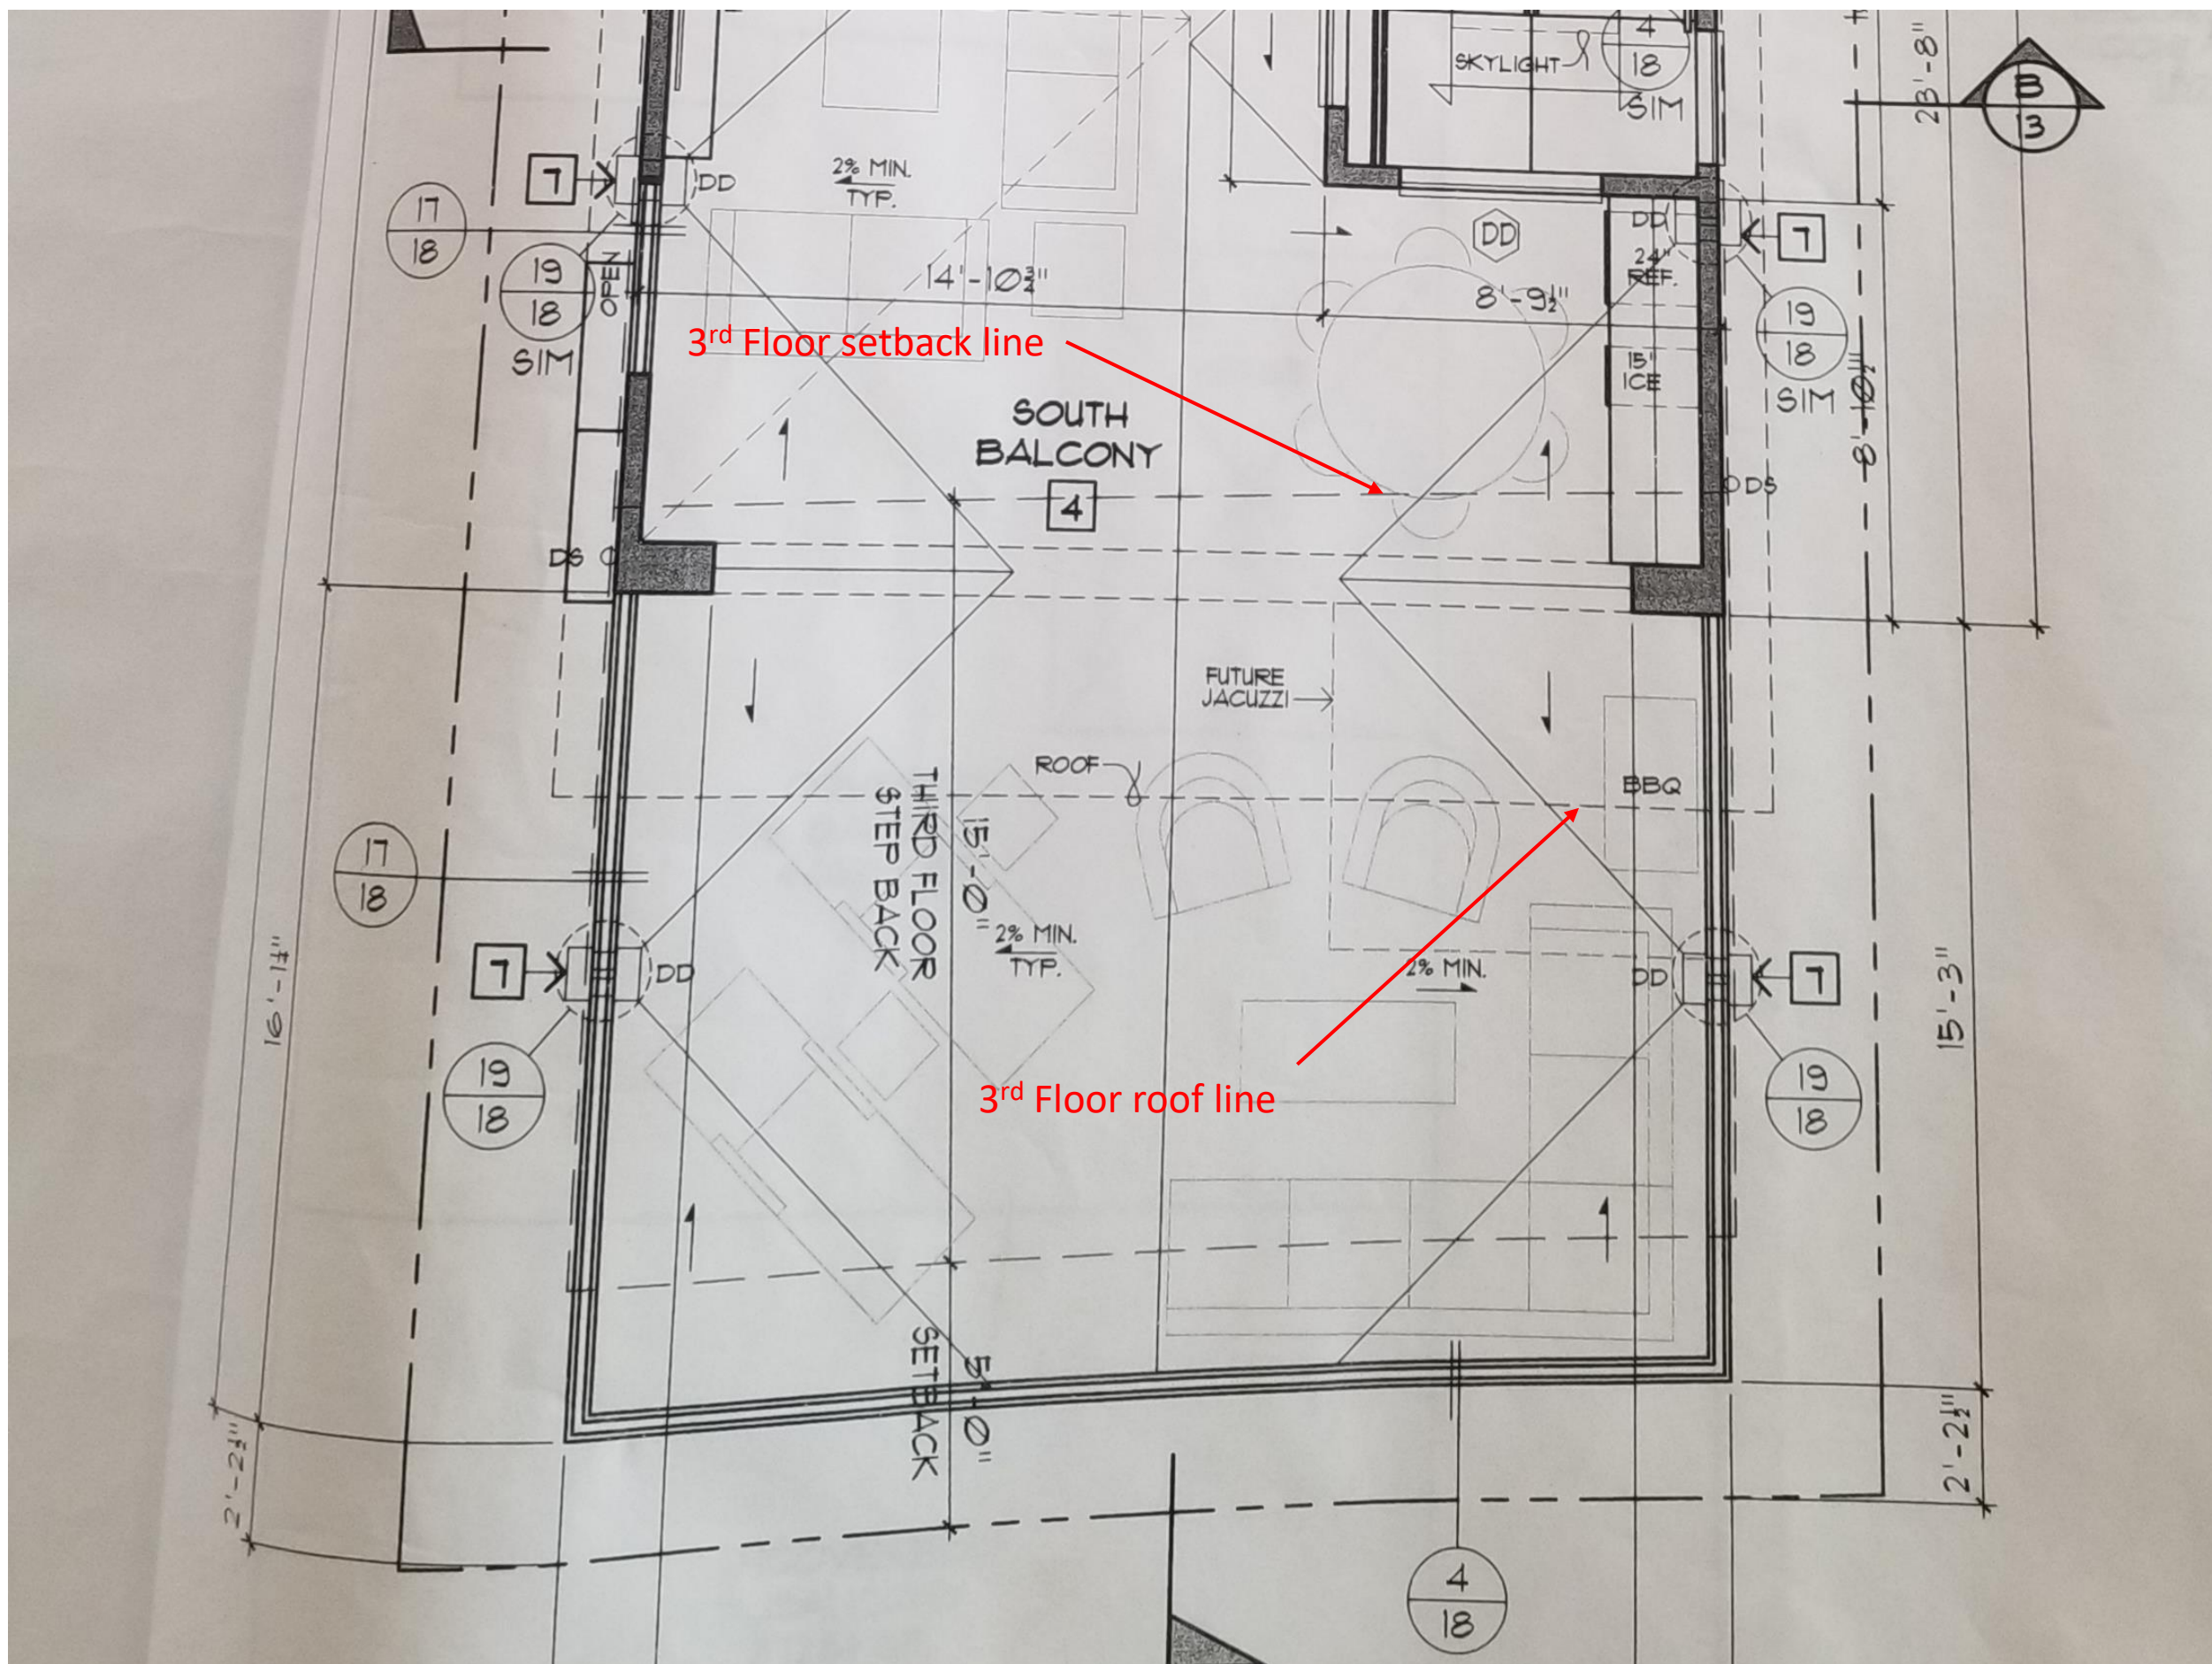 4
18
SIM
SKYLIGHT
23'-8"
B
13
7
DD
2% MIN.
TYP.
17
18
19
18
SIM
OPEN
14'-10¾"
DD
8'-9½"
DD
24"
REF.
7
19
18
SIM
8'-10½"
15"
ICE
3rd Floor setback line
SOUTH
BALCONY
4
DS
DS
FUTURE
JACUZZI
ROOF
BBQ
THIRD FLOOR
STEP BACK
15'-0"
17
18
2% MIN.
TYP.
2% MIN.
7
DD
DD
7
15'-3"
19
18
3rd Floor roof line
19
18
SETBACK
5'-0"
2'-2½"
2'-2½"
4
18